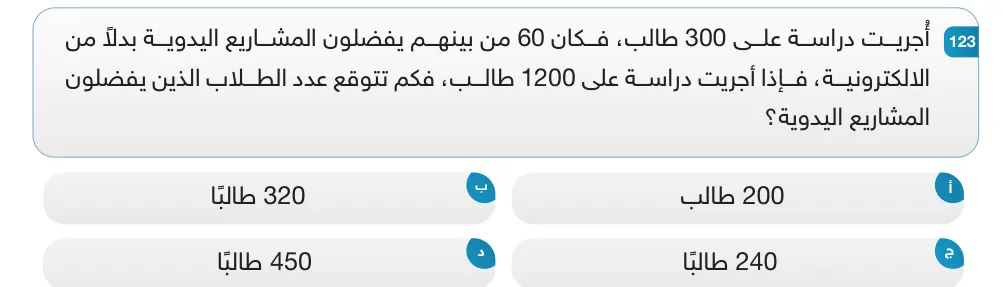 123
أُجريت دراسة على 300 طالب، فكان 60 من بينهم يفضلون المشاريع اليدوية بدلاً من
الالكترونية، فإذا أجريت دراسة على 1200 طالب، فكم تتوقع عدد الطلاب الذين يفضلون
المشاريع اليدوية؟
أ 200 طالب
ب 320 طالبًا
ج 240 طالبًا
د 450 طالبًا